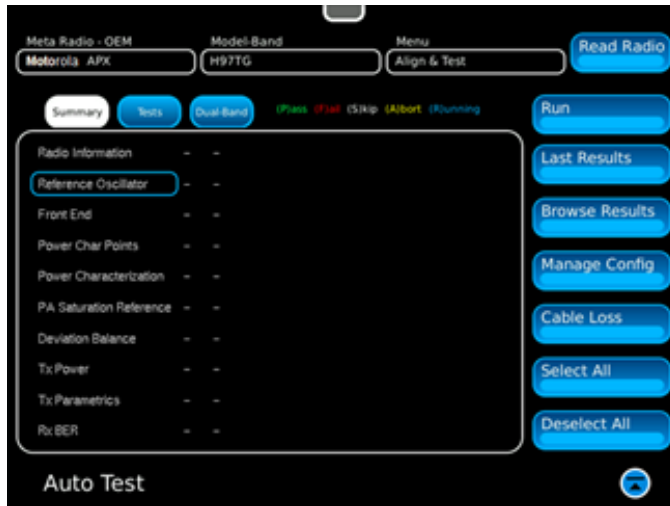 Meta Radio - OEM
Model-Band
Menu
Motorola APX
H97TG
Align & Test
Read Radio
Summary
Tests
Dual-Band
(P)ass (F)ail (S)kip (A)bort (R)unning
Run
Radio Information - -
Last Results
Reference Oscillator - -
Front End - -
Browse Results
Power Char Points - -
Manage Config
Power Characterization - -
PA Saturation Reference - -
Cable Loss
Deviation Balance - -
Tx Power - -
Select All
Tx Parametrics - -
Deselect All
Rx BER - -
Auto Test